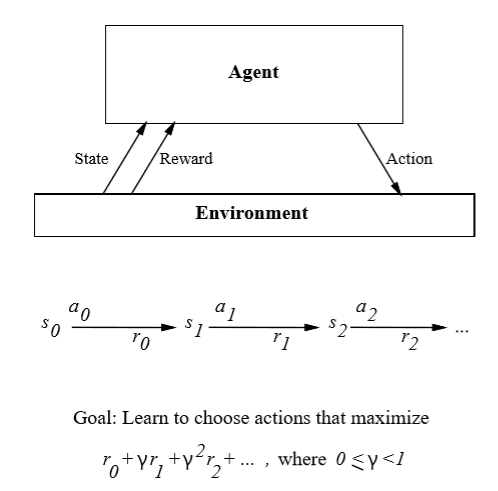 Agent
State Reward Action
Environment
s₀ a₀ r₀ s₁ a₁ r₁ s₂ a₂ r₂ ...
Goal: Learn to choose actions that maximize
r₀ + γr₁ + γ²r₂ + ... , where 0 ≤ γ < 1